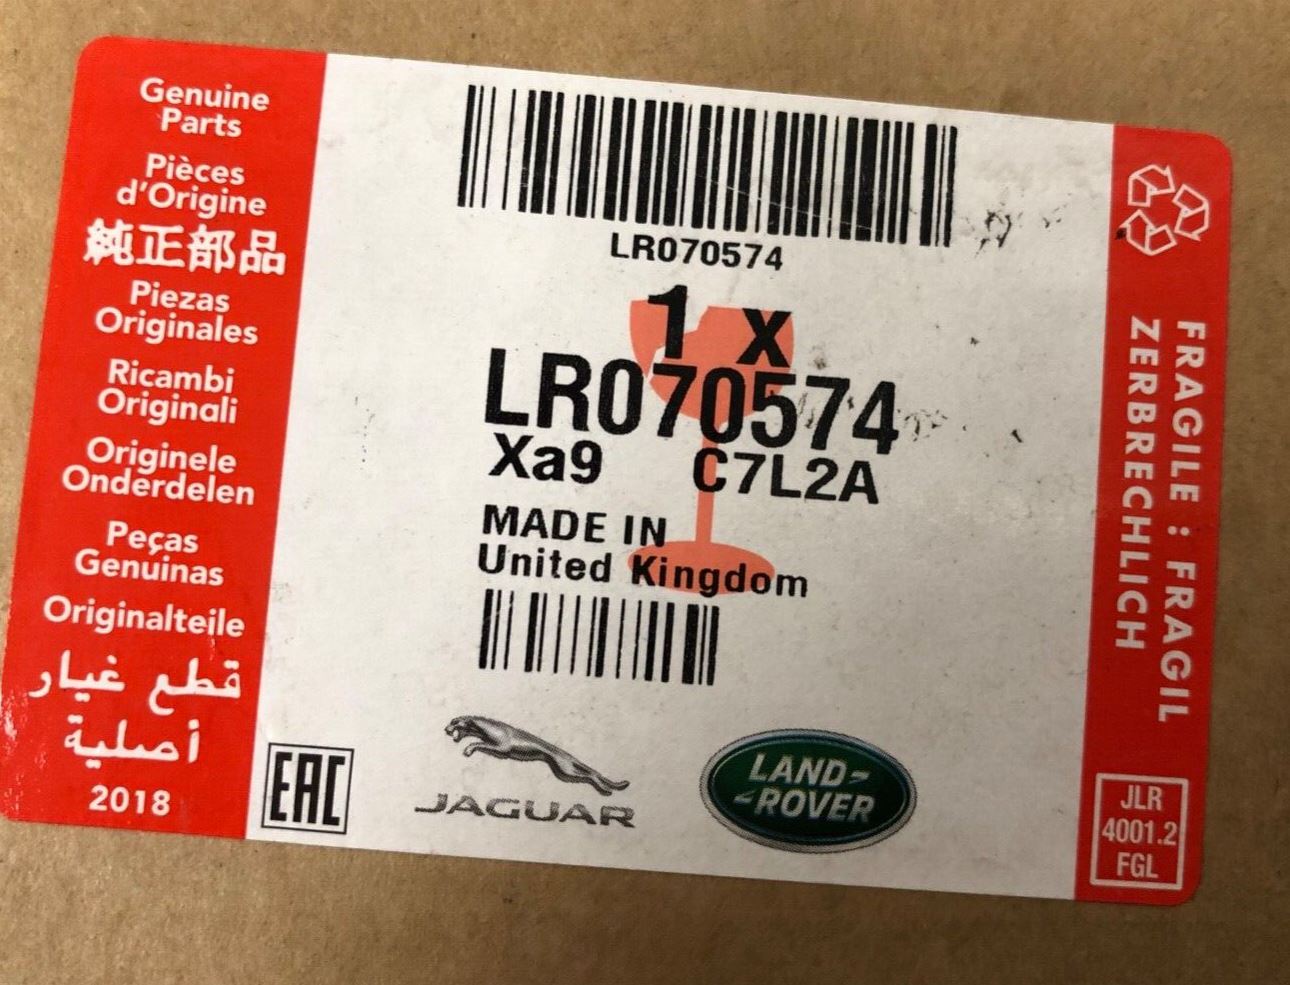 Genuine
Parts
Pièces
d'Origine
純正部品
Piezas
Originales
Ricambi
Originali
Originele
Onderdelen
Peças
Genuinas
Originalteile
قطع غيار
أصلية
2018
LR070574
1 x
LR070574
Xa9 C7L2A
MADE IN
United Kingdom
EAC
JAGUAR
LAND-
-ROVER
FRAGILE : FRAGIL
ZERBRECHLICH
JLR
4001.2
FGL